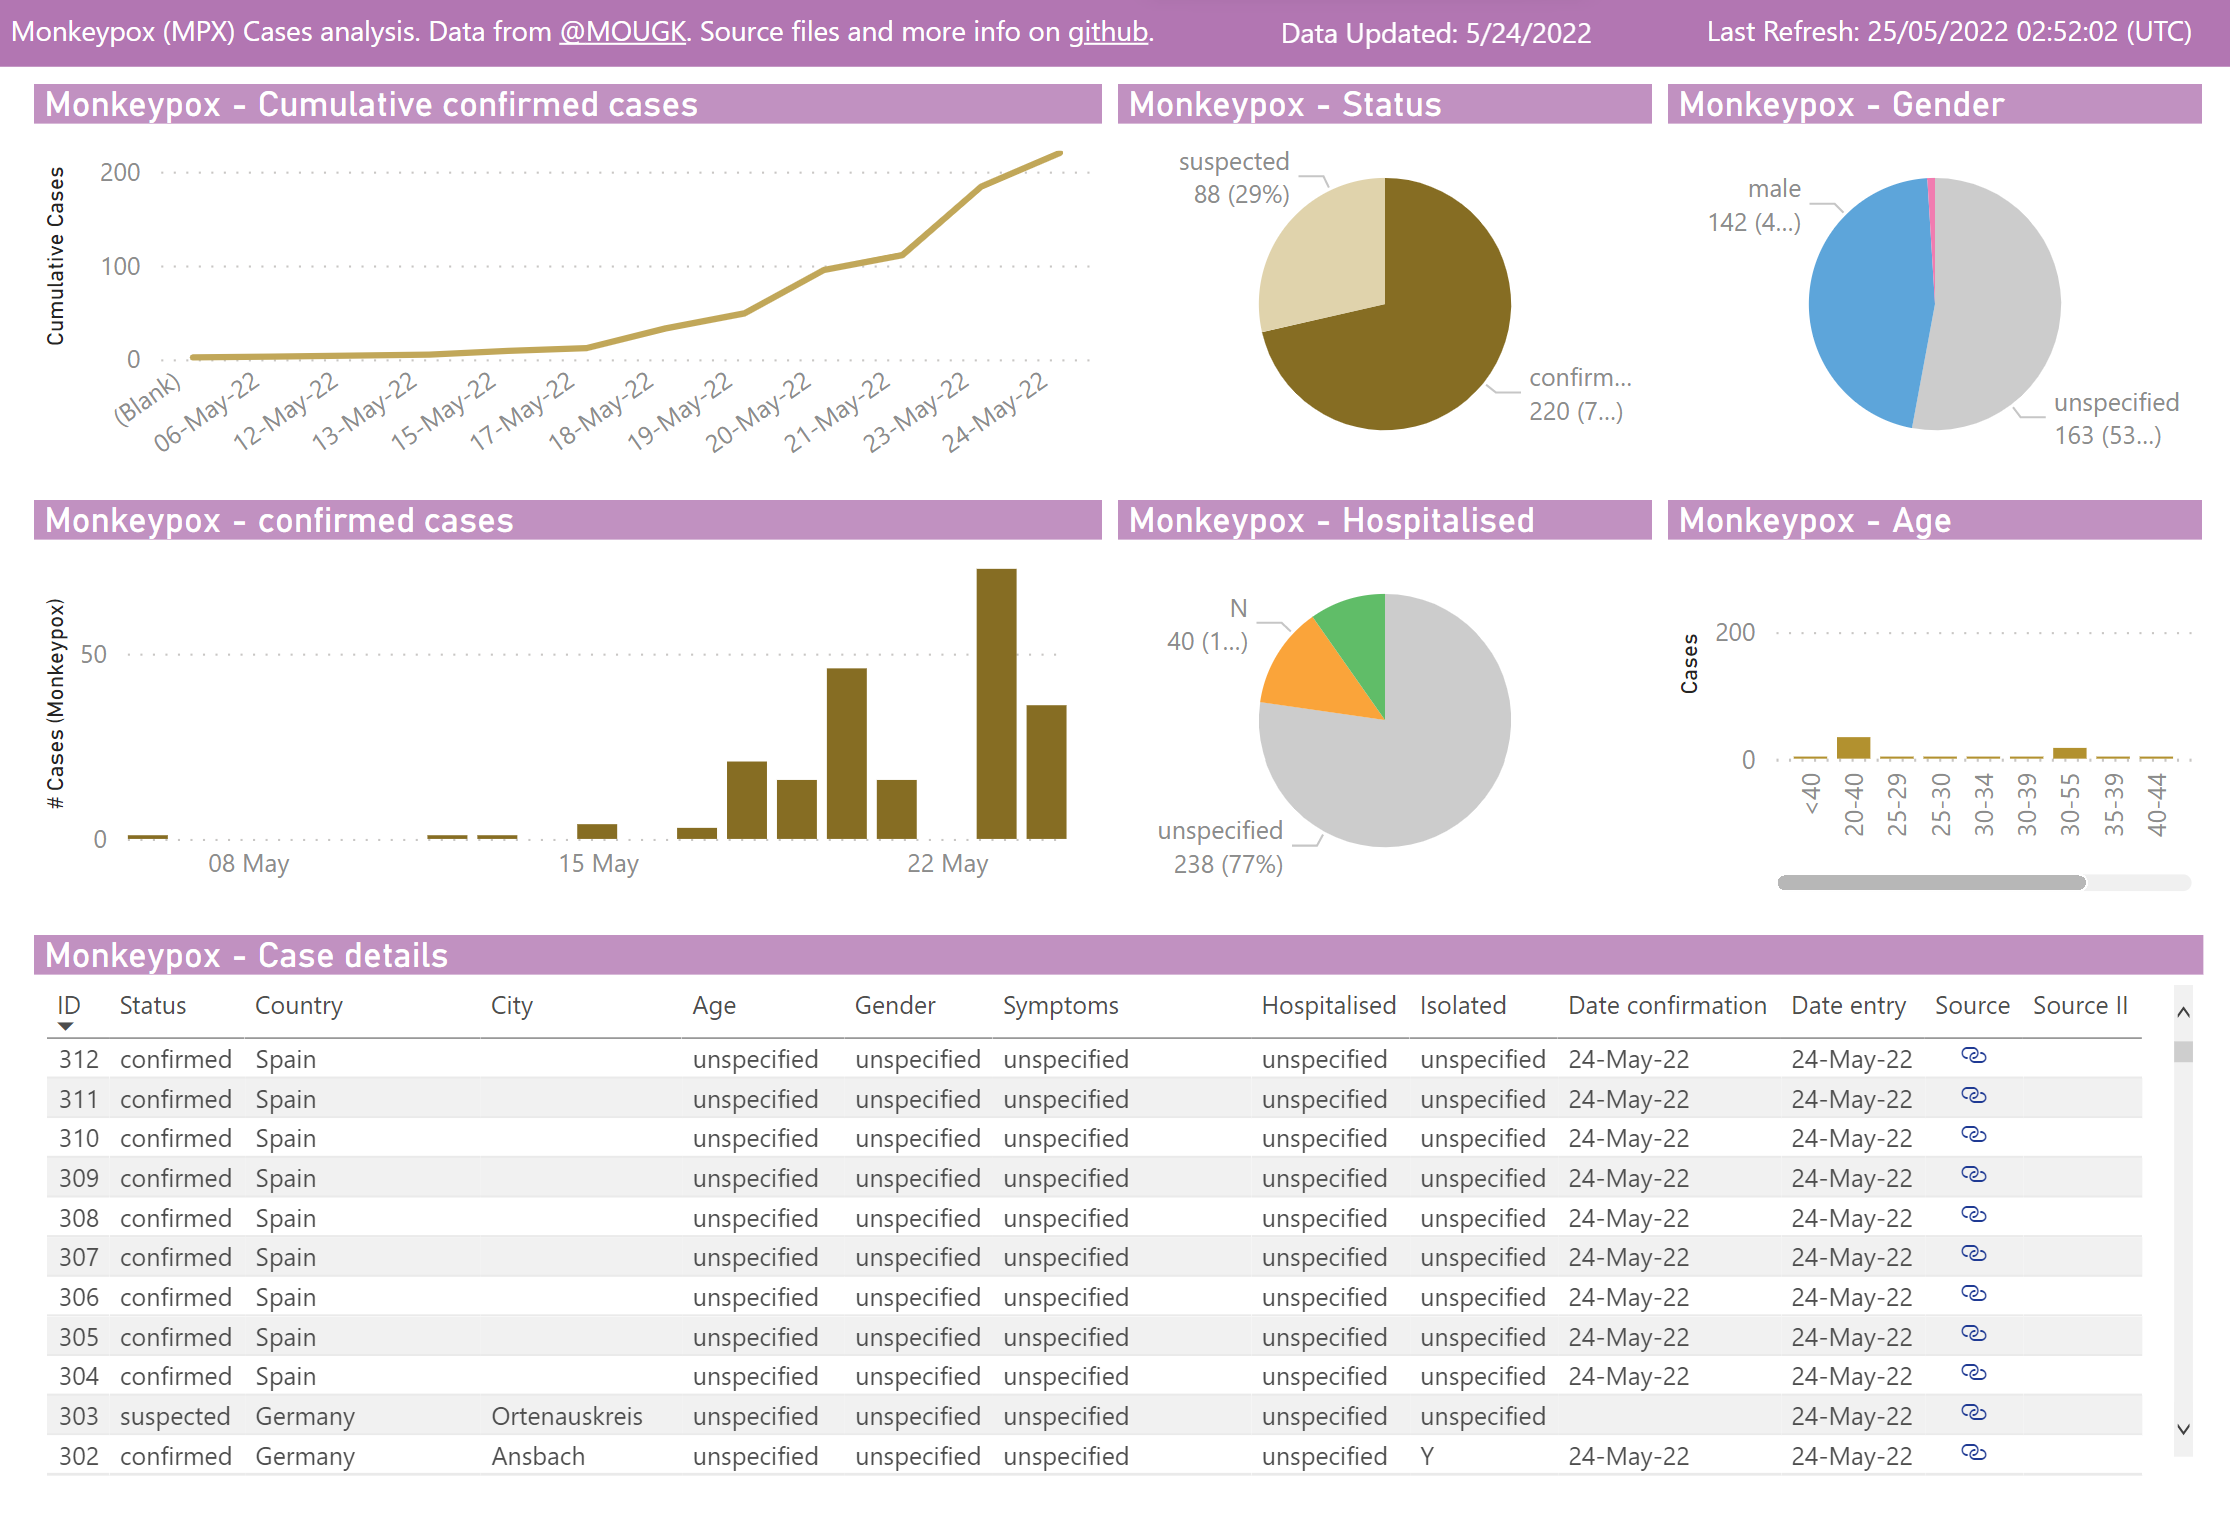 Monkeypox (MPX) Cases analysis. Data from @MOUGK. Source files and more info on github. Data Updated: 5/24/2022 Last Refresh: 25/05/2022 02:52:02 (UTC)
Monkeypox - Cumulative confirmed cases
Cumulative Cases
200
100
0
(Blank) 06-May-22 12-May-22 13-May-22 15-May-22 17-May-22 18-May-22 19-May-22 20-May-22 21-May-22 23-May-22 24-May-22
Monkeypox - Status
suspected
88 (29%)
confirm...
220 (7...)
Monkeypox - Gender
male
142 (4...)
unspecified
163 (53...)
Monkeypox - confirmed cases
# Cases (Monkeypox)
50
0
08 May 15 May 22 May
Monkeypox - Hospitalised
N
40 (1...)
unspecified
238 (77%)
Monkeypox - Age
Cases
200
0
<40 20-40 25-29 25-30 30-34 30-39 30-55 35-39 40-44
Monkeypox - Case details
ID Status Country City Age Gender Symptoms Hospitalised Isolated Date confirmation Date entry Source Source II
312 confirmed Spain unspecified unspecified unspecified unspecified unspecified 24-May-22 24-May-22
311 confirmed Spain unspecified unspecified unspecified unspecified unspecified 24-May-22 24-May-22
310 confirmed Spain unspecified unspecified unspecified unspecified unspecified 24-May-22 24-May-22
309 confirmed Spain unspecified unspecified unspecified unspecified unspecified 24-May-22 24-May-22
308 confirmed Spain unspecified unspecified unspecified unspecified unspecified 24-May-22 24-May-22
307 confirmed Spain unspecified unspecified unspecified unspecified unspecified 24-May-22 24-May-22
306 confirmed Spain unspecified unspecified unspecified unspecified unspecified 24-May-22 24-May-22
305 confirmed Spain unspecified unspecified unspecified unspecified unspecified 24-May-22 24-May-22
304 confirmed Spain unspecified unspecified unspecified unspecified unspecified 24-May-22 24-May-22
303 suspected Germany Ortenauskreis unspecified unspecified unspecified unspecified unspecified 24-May-22
302 confirmed Germany Ansbach unspecified unspecified unspecified unspecified Y 24-May-22 24-May-22